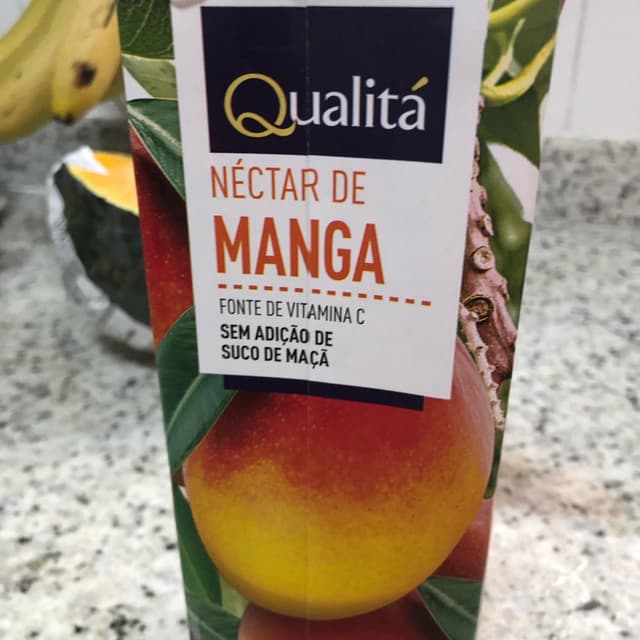 Qualitá
NÉCTAR DE
MANGA
FONTE DE VITAMINA C
SEM ADIÇÃO DE
SUCO DE MAÇÃ